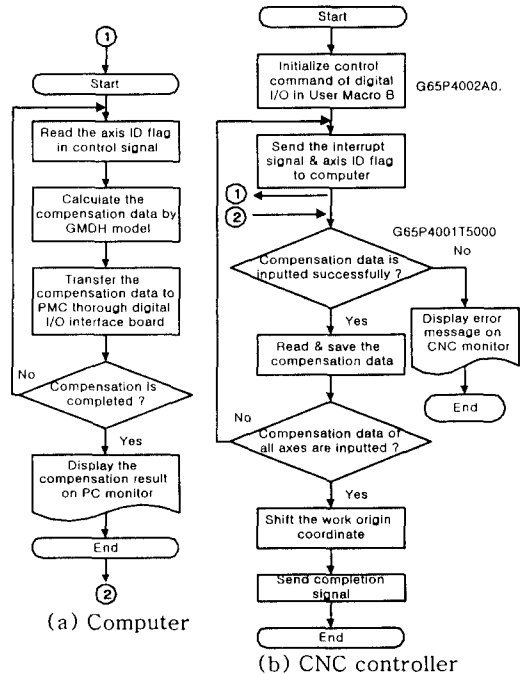 1
Start
Read the axis ID flag
in control signal
Calculate the
compensation data by
GMDH model
Transfer the
compensation data to
PMC thorough digital
I/O interface board
No
Compensation is
completed ?
Yes
Display the
compensation result
on PC monitor
End
2
(a) Computer
Start
Initialize control
command of digital
I/O in User Macro B
G65P4002A0.
Send the interrupt
signal & axis ID flag
to computer
1
2
G65P4001T5000
No
Compensation data is
inputted successfully ?
Yes
Display error
message on
CNC monitor
End
Read & save the
compensation data
No
Compensation data of
all axes are inputted ?
Yes
Shift the work origin
coordinate
Send completion
signal
End
(b) CNC controller